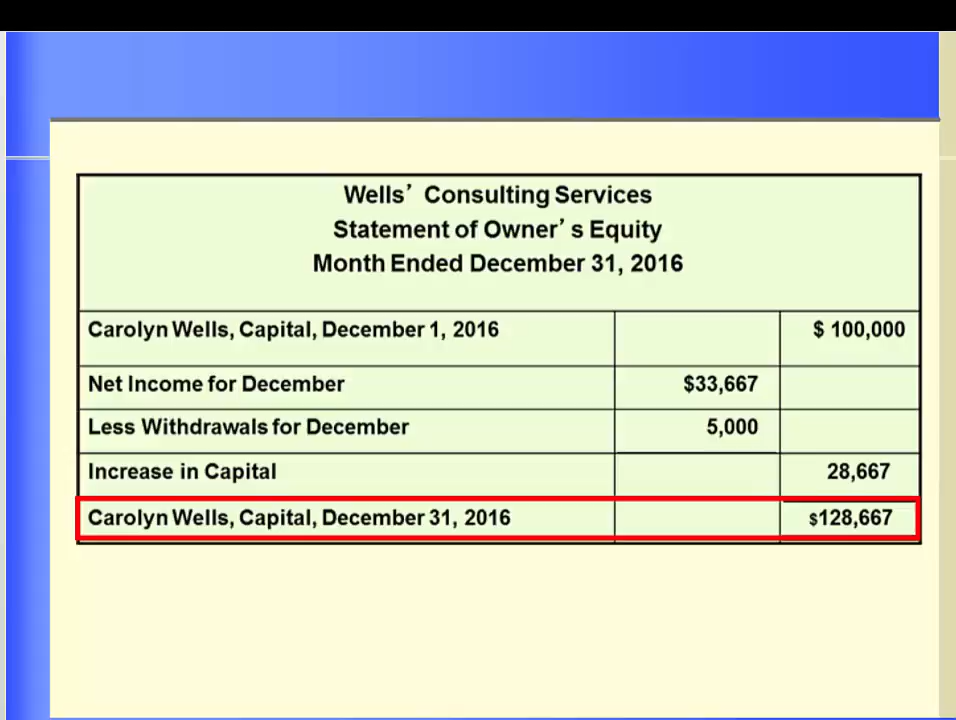 Wells’ Consulting Services
Statement of Owner’s Equity
Month Ended December 31, 2016
Carolyn Wells, Capital, December 1, 2016 $ 100,000
Net Income for December $33,667
Less Withdrawals for December 5,000
Increase in Capital 28,667
Carolyn Wells, Capital, December 31, 2016 $128,667